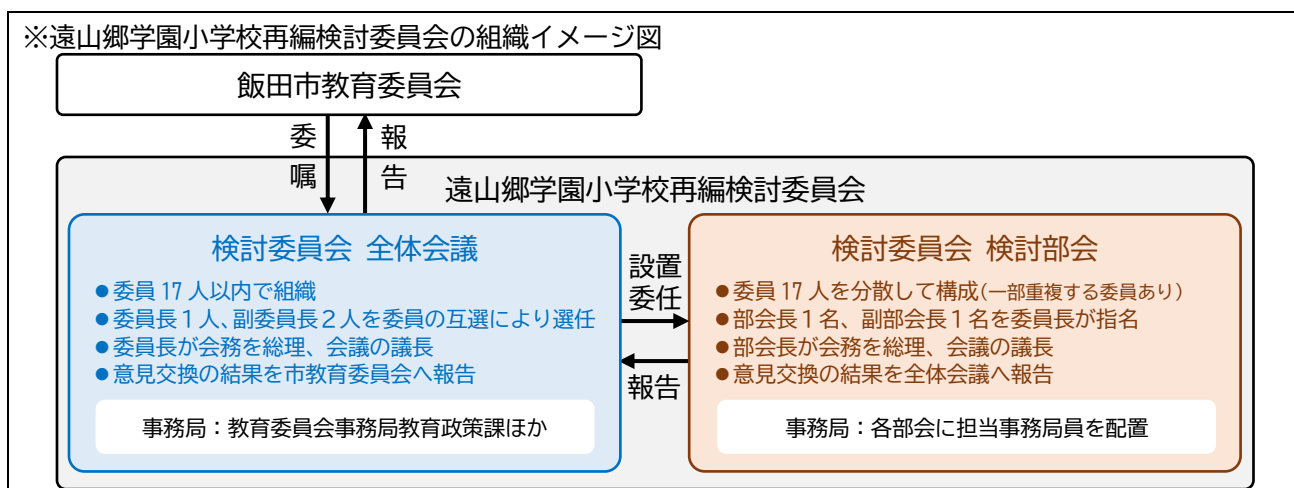 ※遠山郷学園小学校再編検討委員会の組織イメージ図
飯田市教育委員会
委嘱
報告
遠山郷学園小学校再編検討委員会
検討委員会 全体会議
●委員 17 人以内で組織
●委員長１人、副委員長２人を委員の互選により選任
●委員長が会務を総理、会議の議長
●意見交換の結果を市教育委員会へ報告
事務局：教育委員会事務局教育政策課ほか
設置
委任
報告
検討委員会 検討部会
●委員 17 人を分散して構成(一部重複する委員あり)
●部会長１名、副部会長１名を委員長が指名
●部会長が会務を総理、会議の議長
●意見交換の結果を全体会議へ報告
事務局：各部会に担当事務局員を配置